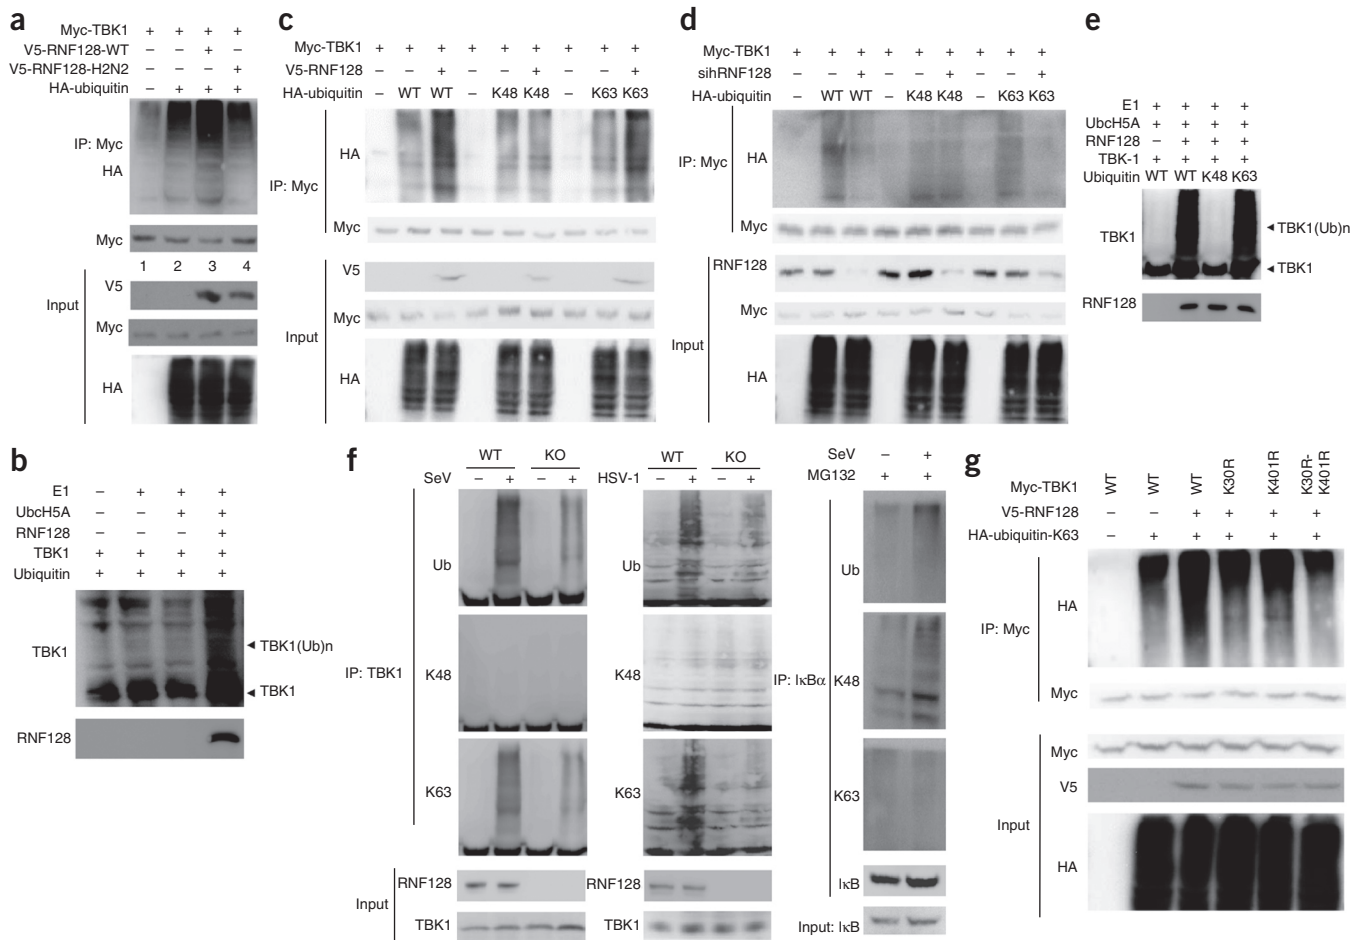 a
Myc-TBK1 + + + +
V5-RNF128-WT – – + –
V5-RNF128-H2N2 – – – +
HA-ubiquitin – + + +
IP: Myc
HA
Myc
1 2 3 4
Input
V5
Myc
HA
b
E1 – + + +
UbcH5A – – + +
RNF128 – – – +
TBK1 + + + +
Ubiquitin + + + +
TBK1
TBK1(Ub)n
TBK1
RNF128
c
Myc-TBK1 + + + + + + + + +
V5-RNF128 – – + – – + – – +
HA-ubiquitin – WT WT – K48 K48 – K63 K63
IP: Myc
HA
Myc
Input
V5
Myc
HA
d
Myc-TBK1 + + + + + + + + +
sihRNF128 – – + – – + – – +
HA-ubiquitin – WT WT – K48 K48 – K63 K63
IP: Myc
HA
Myc
RNF128
Myc
Input
HA
e
E1 + + + +
UbcH5A + + + +
RNF128 – + + +
TBK-1 + + + +
Ubiquitin WT WT K48 K63
TBK1
TBK1(Ub)n
TBK1
RNF128
f
WT KO
SeV – + – +
IP: TBK1
Ub
K48
K63
Input
RNF128
TBK1
WT KO
HSV-1 – + – +
Ub
K48
K63
RNF128
TBK1
SeV – +
MG132 + +
IP: IκBα
Ub
K48
K63
IκB
Input: IκB
g
Myc-TBK1 WT WT WT K30R K401R K30R-K401R
V5-RNF128 – – + + + +
HA-ubiquitin-K63 – + + + + +
IP: Myc
HA
Myc
Input
Myc
V5
HA